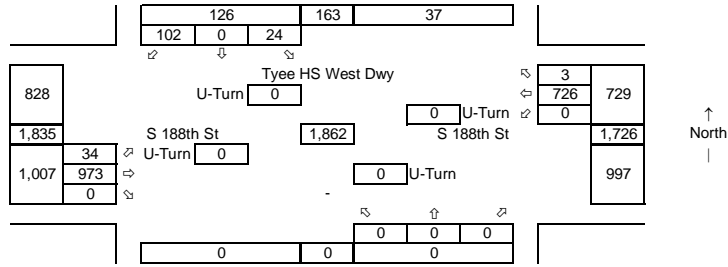 126 163 37
102 0 24
Tyee HS West Dwy
3
828 U-Turn 0 726 729
0 U-Turn 0
1,835 S 188th St 1,862 S 188th St 1,726
↑
North
|
34 U-Turn 0
1,007 973 0 U-Turn 997
0 -
0 0 0
0 0 0